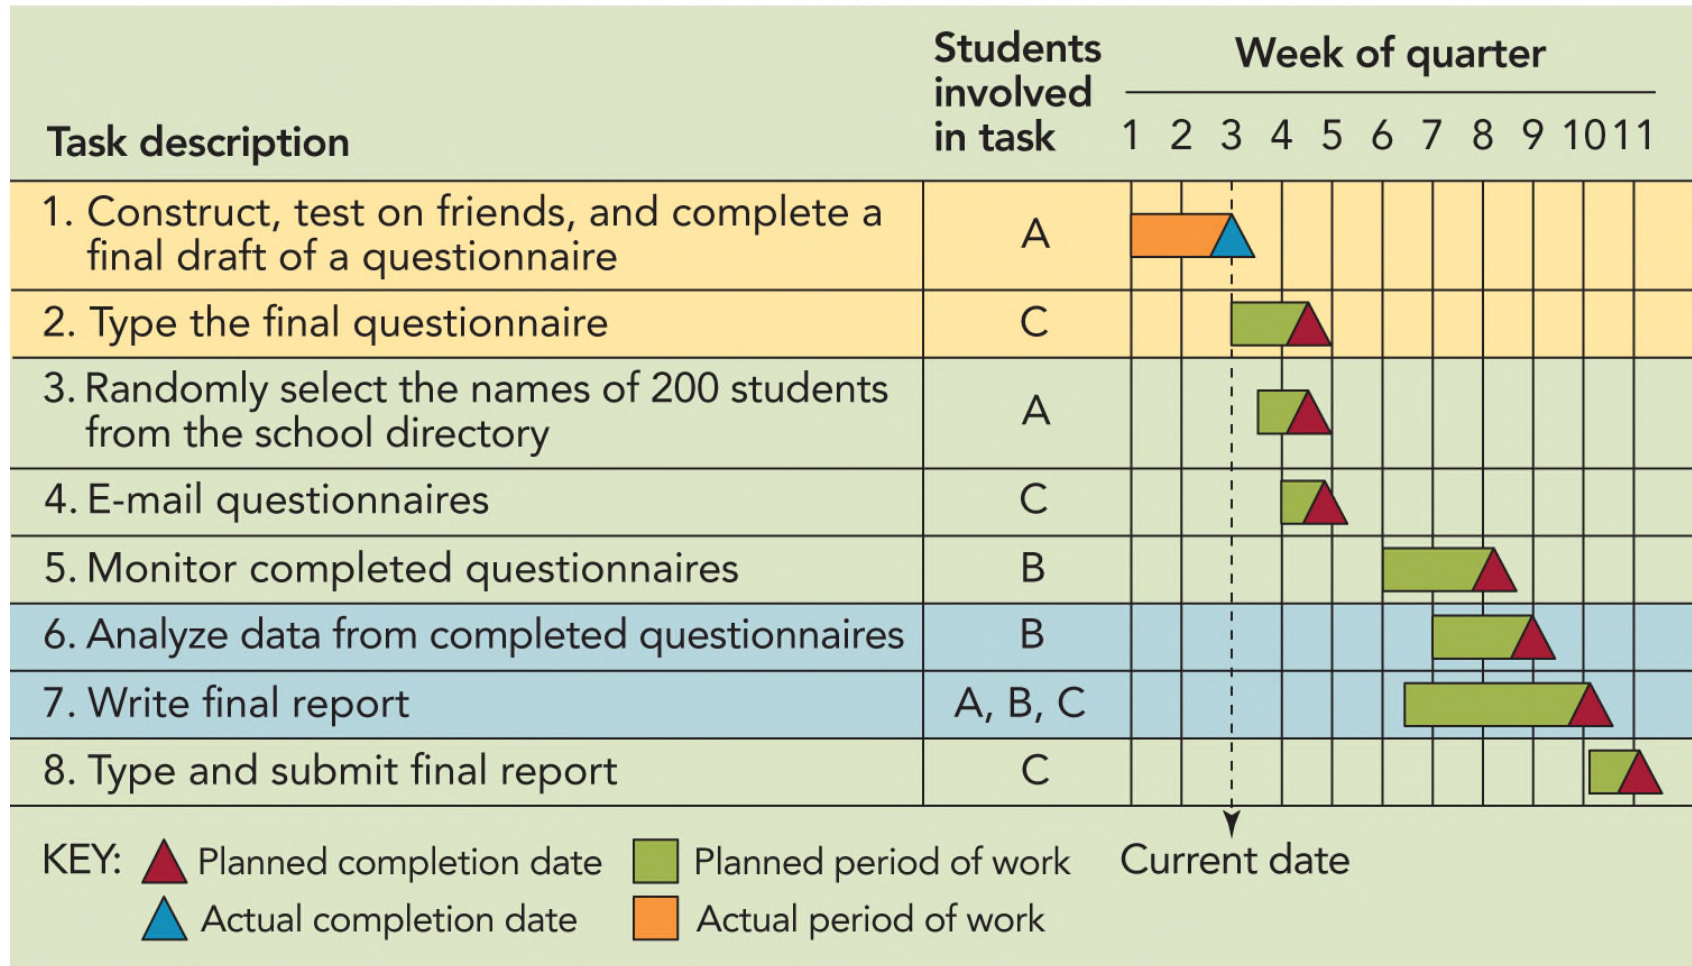 Task description
Students
involved
in task
Week of quarter
1 2 3 4 5 6 7 8 9 10 11
1. Construct, test on friends, and complete a
final draft of a questionnaire
A
2. Type the final questionnaire
C
3. Randomly select the names of 200 students
from the school directory
A
4. E-mail questionnaires
C
5. Monitor completed questionnaires
B
6. Analyze data from completed questionnaires
B
7. Write final report
A, B, C
8. Type and submit final report
C
KEY:
Planned completion date
Planned period of work
Current date
Actual completion date
Actual period of work